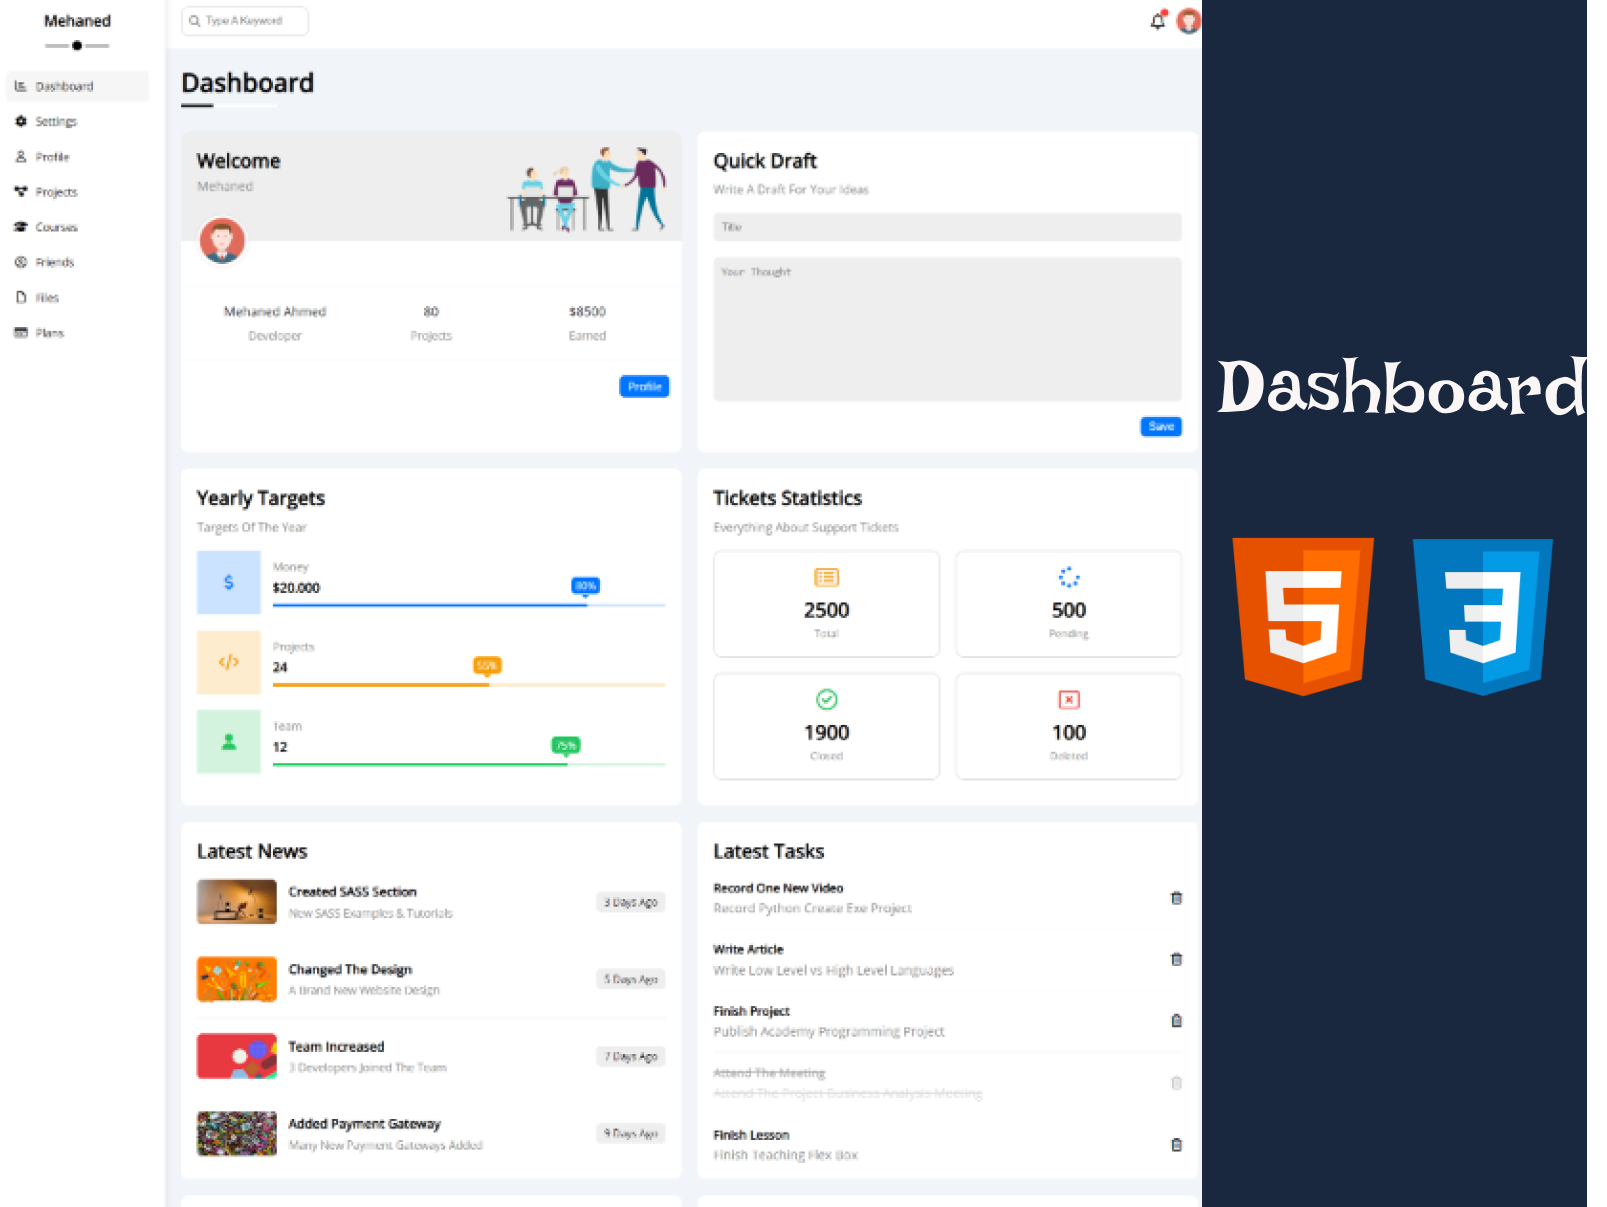 Mehaned
Type A Keyword
Dashboard
Settings
Profile
Projects
Courses
Friends
Files
Plans
Dashboard
Welcome
Mehaned
Mehaned Ahmed
Developer
80
Projects
$8500
Earned
Profile
Quick Draft
Write A Draft For Your Ideas
Title
Your Thought
Save
Yearly Targets
Targets Of The Year
Money
$20.000
80%
Projects
24
55%
Team
12
75%
Tickets Statistics
Everything About Support Tickets
2500
Total
500
Pending
1900
Closed
100
Deleted
Latest News
Created SASS Section
New SASS Examples & Tutorials
3 Days Ago
Changed The Design
A Brand New Website Design
5 Days Ago
Team Increased
3 Developers Joined The Team
7 Days Ago
Added Payment Gateway
Many New Payment Gateways Added
9 Days Ago
Latest Tasks
Record One New Video
Record Python Create Exe Project
Write Article
Write Low Level vs High Level Languages
Finish Project
Publish Academy Programming Project
Attend The Meeting
Attend The Project Business Analysis Meeting
Finish Lesson
Finish Teaching Flex Box
Dashboard
5
3